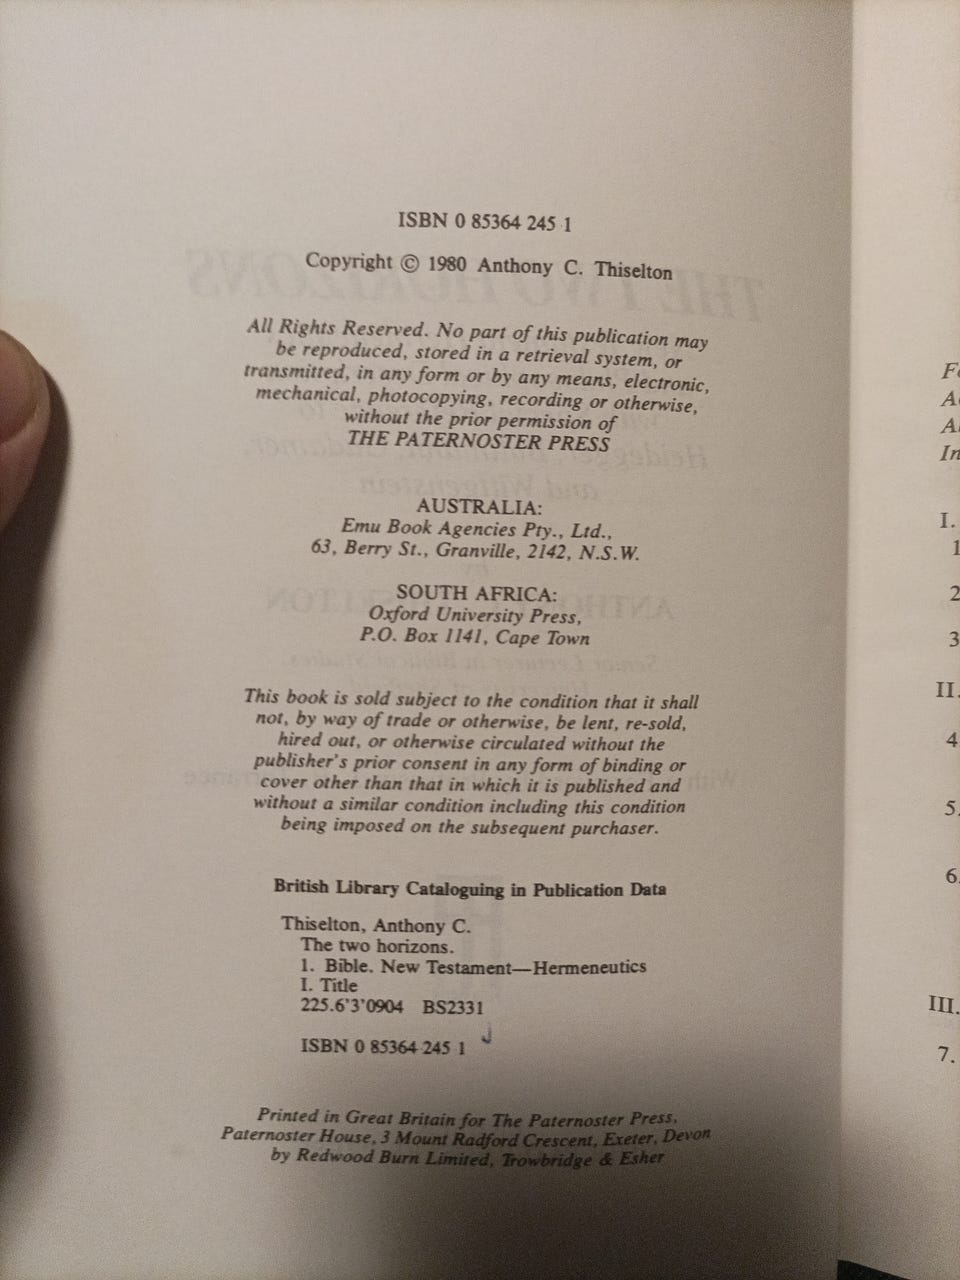 ISBN 0 85364 245 1
Copyright © 1980 Anthony C. Thiselton
All Rights Reserved. No part of this publication may
be reproduced, stored in a retrieval system, or
transmitted, in any form or by any means, electronic,
mechanical, photocopying, recording or otherwise,
without the prior permission of
THE PATERNOSTER PRESS
AUSTRALIA:
Emu Book Agencies Pty., Ltd.,
63, Berry St., Granville, 2142, N.S.W.
SOUTH AFRICA:
Oxford University Press,
P.O. Box 1141, Cape Town
This book is sold subject to the condition that it shall
not, by way of trade or otherwise, be lent, re-sold,
hired out, or otherwise circulated without the
publisher's prior consent in any form of binding or
cover other than that in which it is published and
without a similar condition including this condition
being imposed on the subsequent purchaser.
British Library Cataloguing in Publication Data
Thiselton, Anthony C.
The two horizons.
1. Bible. New Testament—Hermeneutics
I. Title
225.6'3'0904 BS2331
ISBN 0 85364 245 1
Printed in Great Britain for The Paternoster Press,
Paternoster House, 3 Mount Radford Crescent, Exeter, Devon
by Redwood Burn Limited, Trowbridge & Esher
I.
1
2
3
II.
4
5.
6.
III.
7.